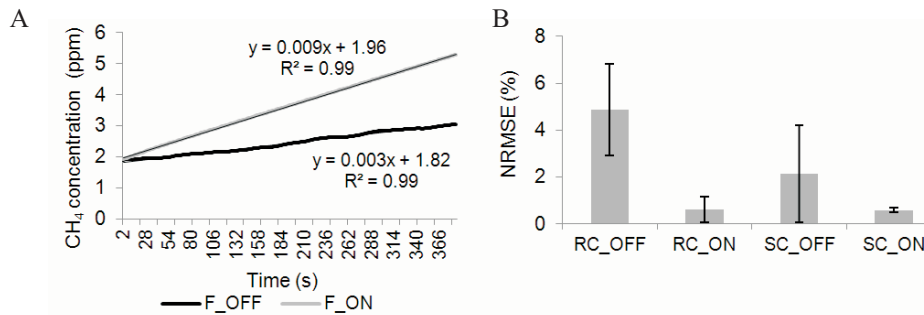 A
CH₄ concentration (ppm)
6
5
4
3
2
1
0
y = 0.009x + 1.96
R² = 0.99
y = 0.003x + 1.82
R² = 0.99
2 28 54 80 106 132 158 184 210 236 262 288 314 340 366
Time (s)
F_OFF F_ON
B
NRMSE (%)
8
6
4
2
0
RC_OFF RC_ON SC_OFF SC_ON